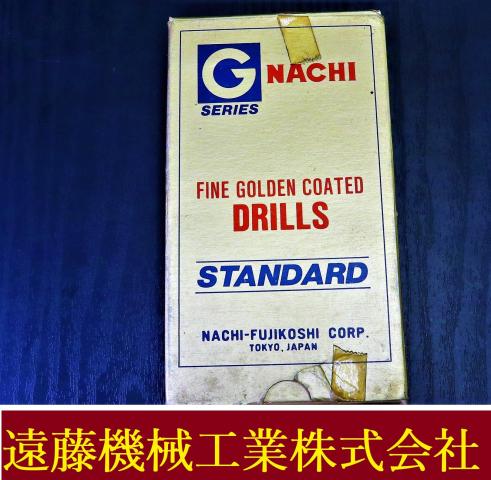 G NACHI
SERIES
FINE GOLDEN COATED
DRILLS
STANDARD
NACHI-FUJIKOSHI CORP.
TOKYO, JAPAN
遠藤機械工業株式会社